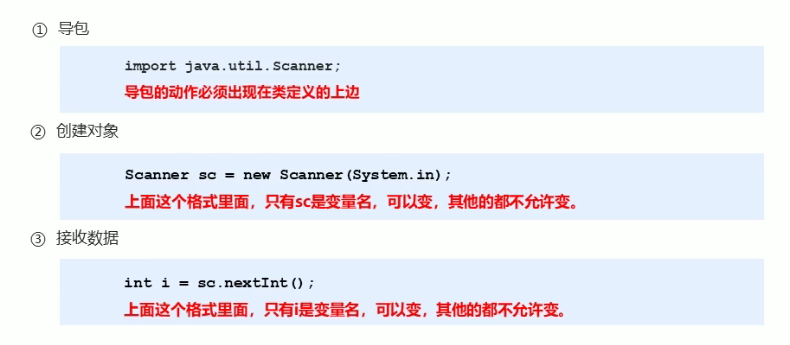 ① 导包
import java.util.Scanner;
导包的动作必须出现在类定义的上边
② 创建对象
Scanner sc = new Scanner(System.in);
上面这个格式里面，只有sc是变量名，可以变，其他的都不允许变。
③ 接收数据
int i = sc.nextInt();
上面这个格式里面，只有i是变量名，可以变，其他的都不允许变。